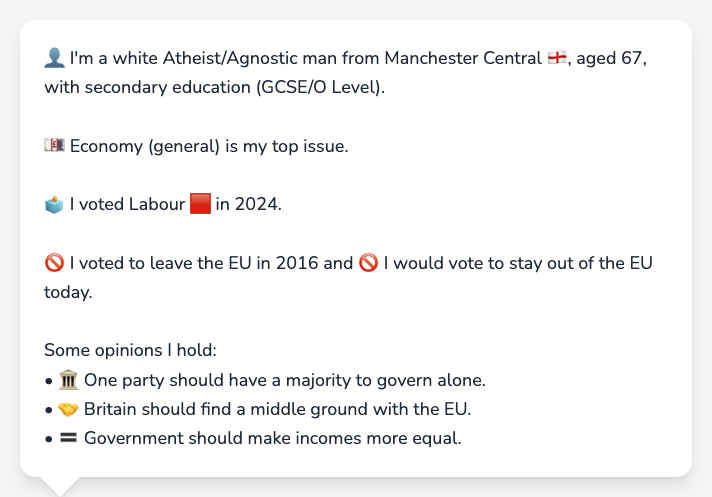 👤 I'm a white Atheist/Agnostic man from Manchester Central 🏴󠁧󠁢󠁥󠁮󠁧󠁿, aged 67,
with secondary education (GCSE/O Level).
💷 Economy (general) is my top issue.
🗳️ I voted Labour 🟥 in 2024.
🚫 I voted to leave the EU in 2016 and 🚫 I would vote to stay out of the EU
today.
Some opinions I hold:
• 🏛️ One party should have a majority to govern alone.
• 🤝 Britain should find a middle ground with the EU.
• 🟰 Government should make incomes more equal.